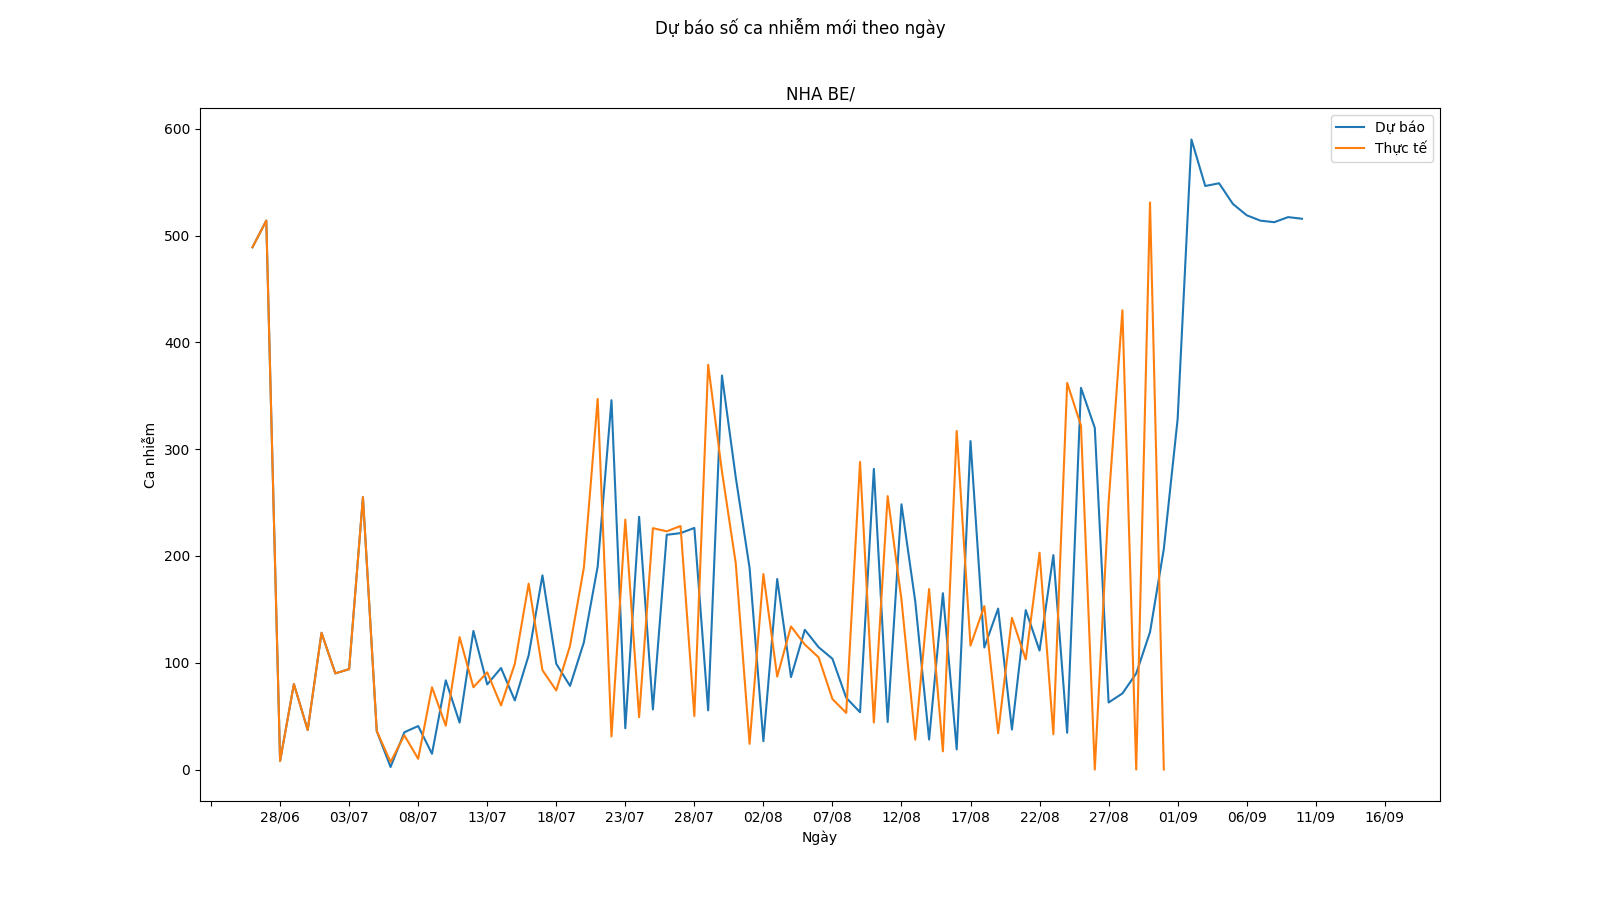 Dự báo số ca nhiễm mới theo ngày
NHA BE/
Dự báo
Thực tế
600
500
400
300
200
100
0
Ca nhiễm
28/06 03/07 08/07 13/07 18/07 23/07 28/07 02/08 07/08 12/08 17/08 22/08 27/08 01/09 06/09 11/09 16/09
Ngày